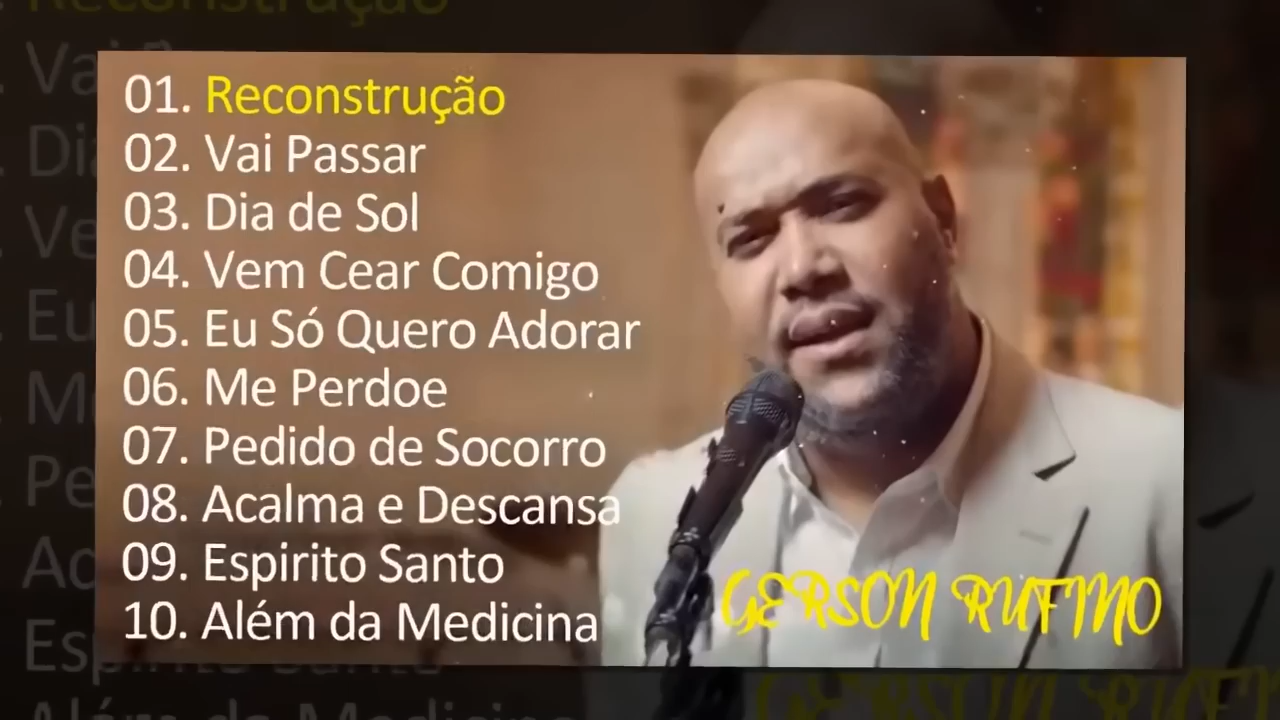 01. Reconstrução
02. Vai Passar
03. Dia de Sol
04. Vem Cear Comigo
05. Eu Só Quero Adorar
06. Me Perdoe
07. Pedido de Socorro
08. Acalma e Descansa
09. Espirito Santo
10. Além da Medicina
GERSON RUFINO